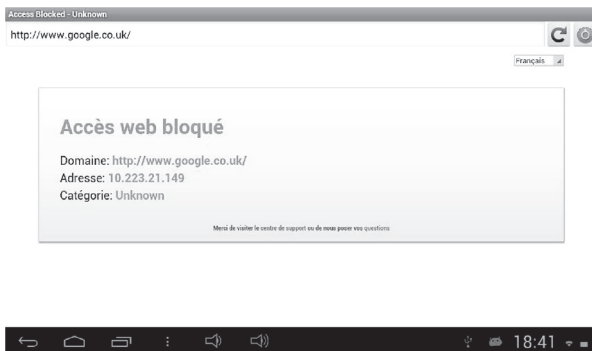 Access Blocked - Unknown
http://www.google.co.uk/
Français
Accès web bloqué
Domaine: http://www.google.co.uk/
Adresse: 10.223.21.149
Catégorie: Unknown
Merci de visiter le centre de support ou de nous poser vos questions
18:41